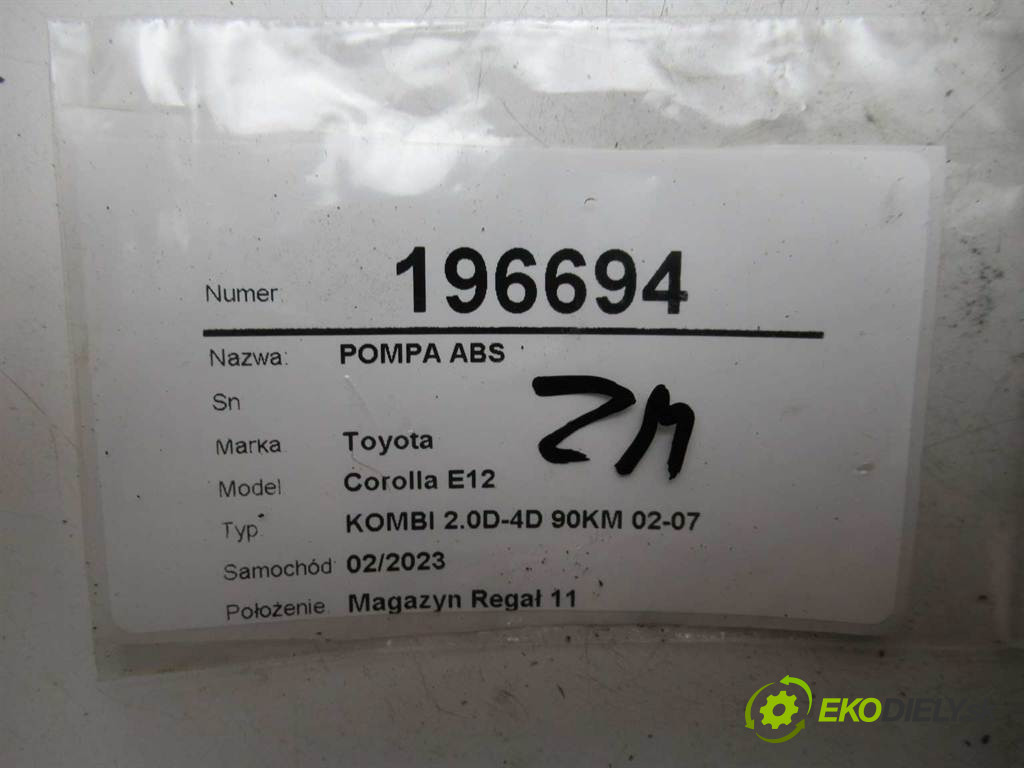 Numer: 196694
Nazwa: POMPA ABS
Sn
ZM
Marka Toyota
Model Corolla E12
Typ KOMBI 2.0D-4D 90KM 02-07
Samochód 02/2023
Położenie Magazyn Regał 11
EKODIELY